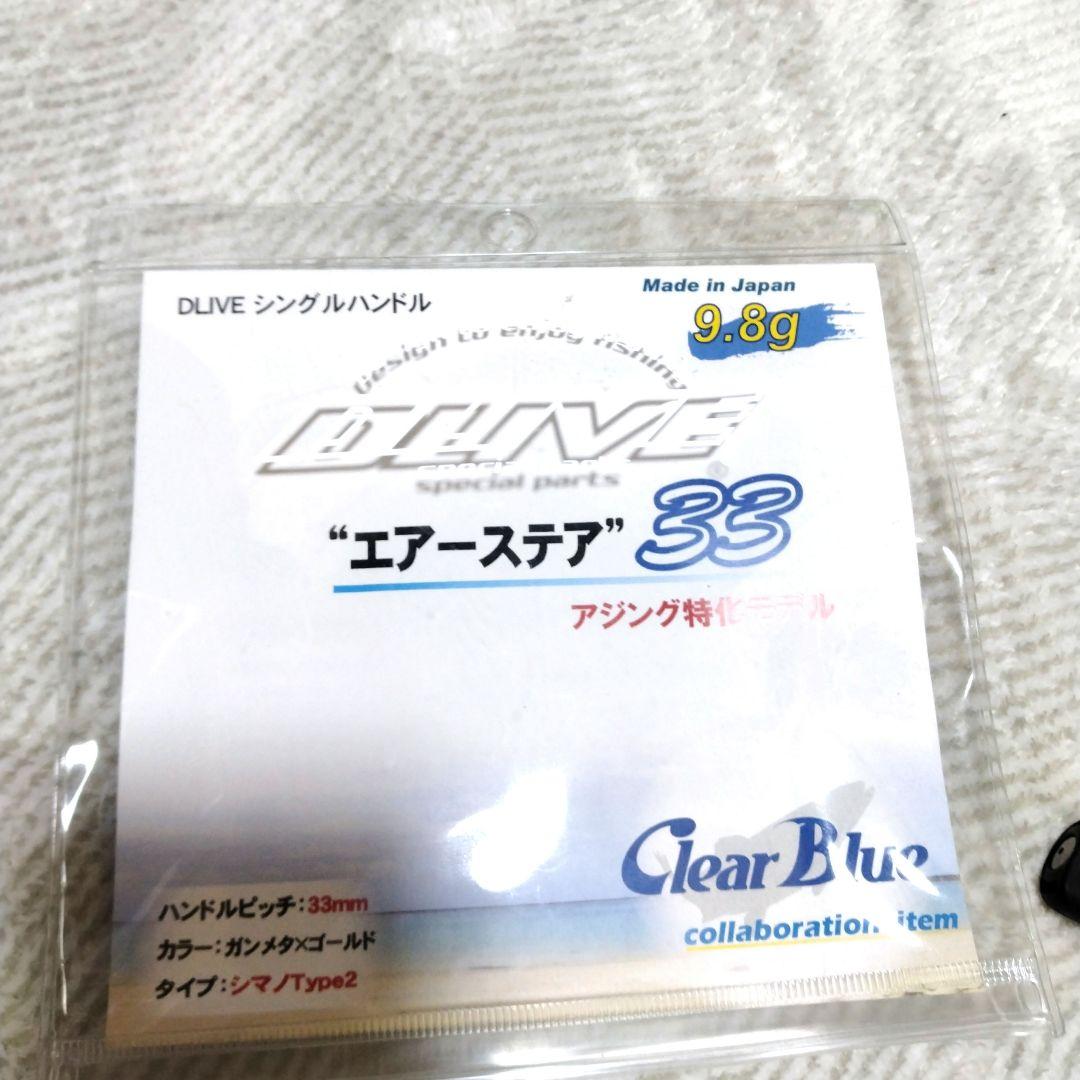 DLIVE シングルハンドル
Made in Japan
9.8g
design to enjoy fishing
DLIVE
special parts
“エアーステア” 33
アジング特化モデル
Clear Blue
collaboration item
ハンドルピッチ：33mm
カラー：ガンメタ×ゴールド
タイプ：シマノType2